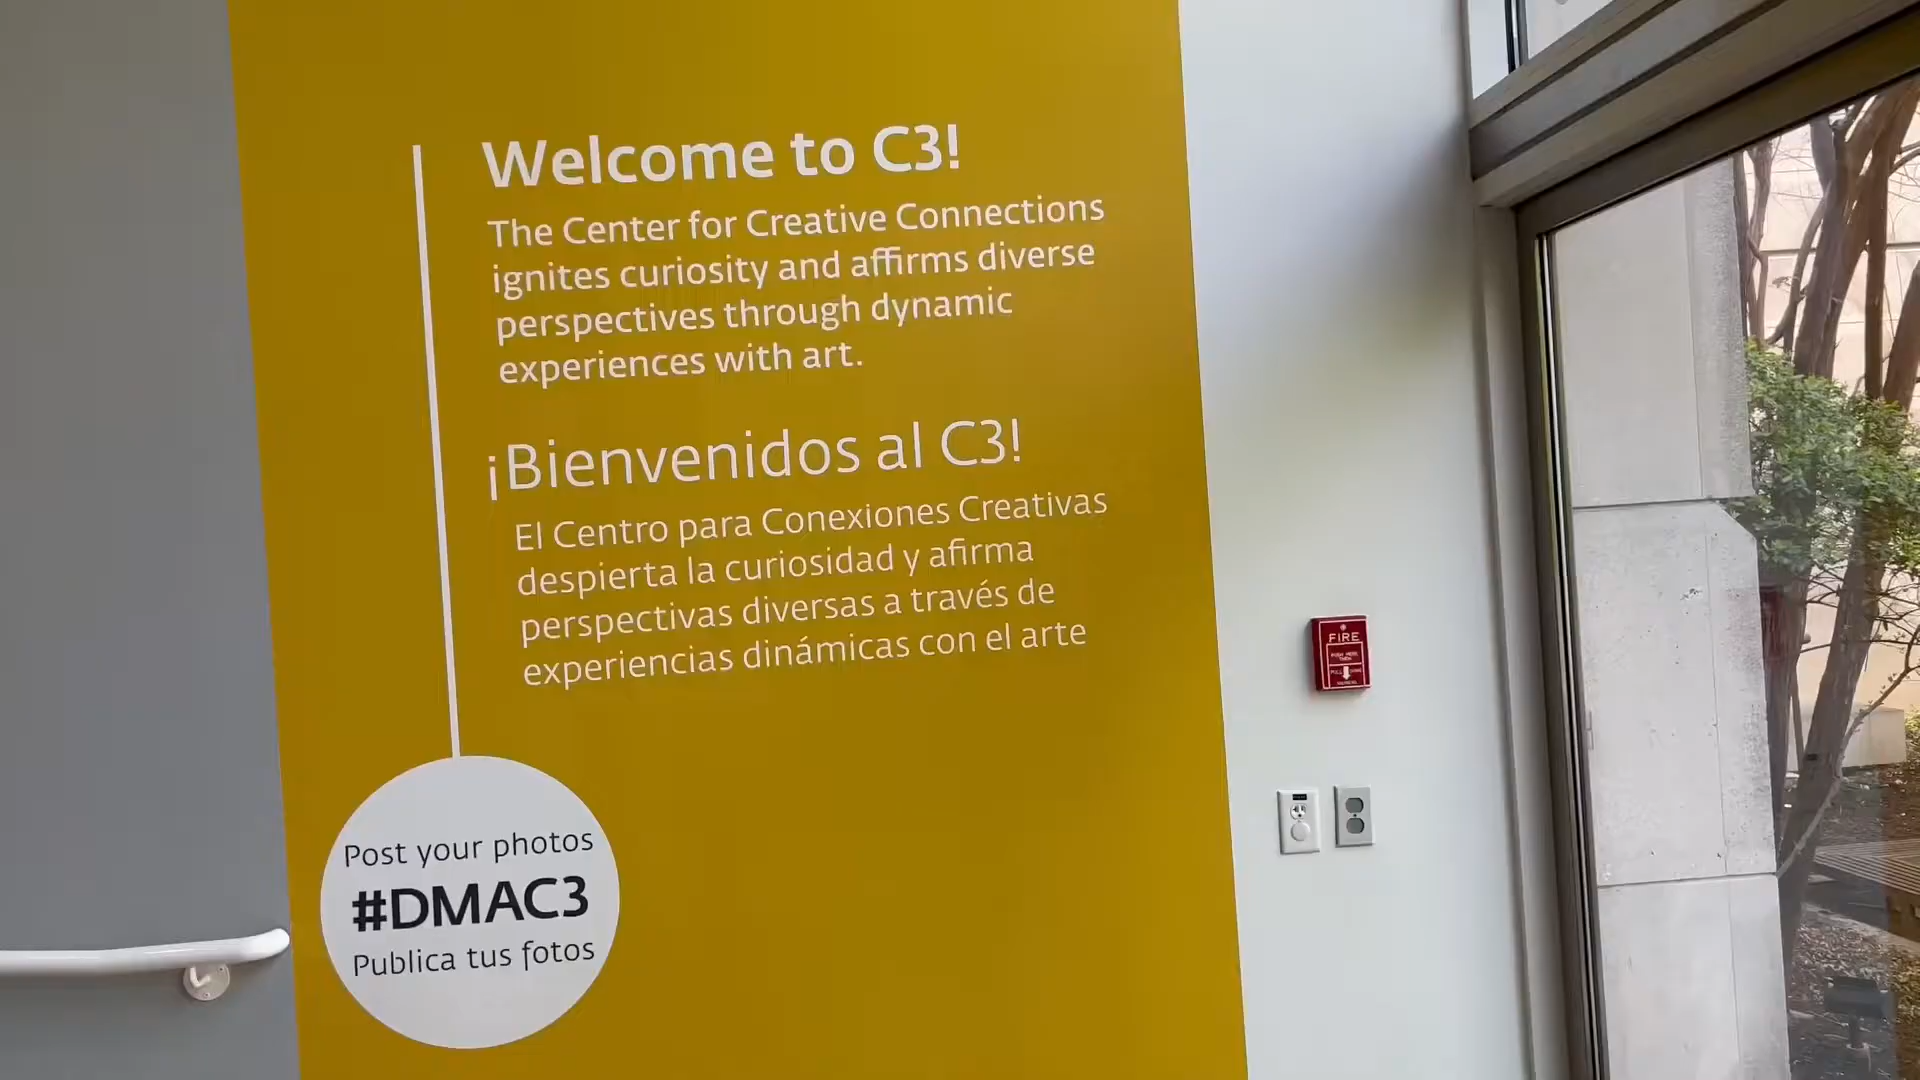 Welcome to C3!
The Center for Creative Connections
ignites curiosity and affirms diverse
perspectives through dynamic
experiences with art.
¡Bienvenidos al C3!
El Centro para Conexiones Creativas
despierta la curiosidad y afirma
perspectivas diversas a través de
experiencias dinámicas con el arte
Post your photos
#DMAC3
Publica tus fotos
FIRE